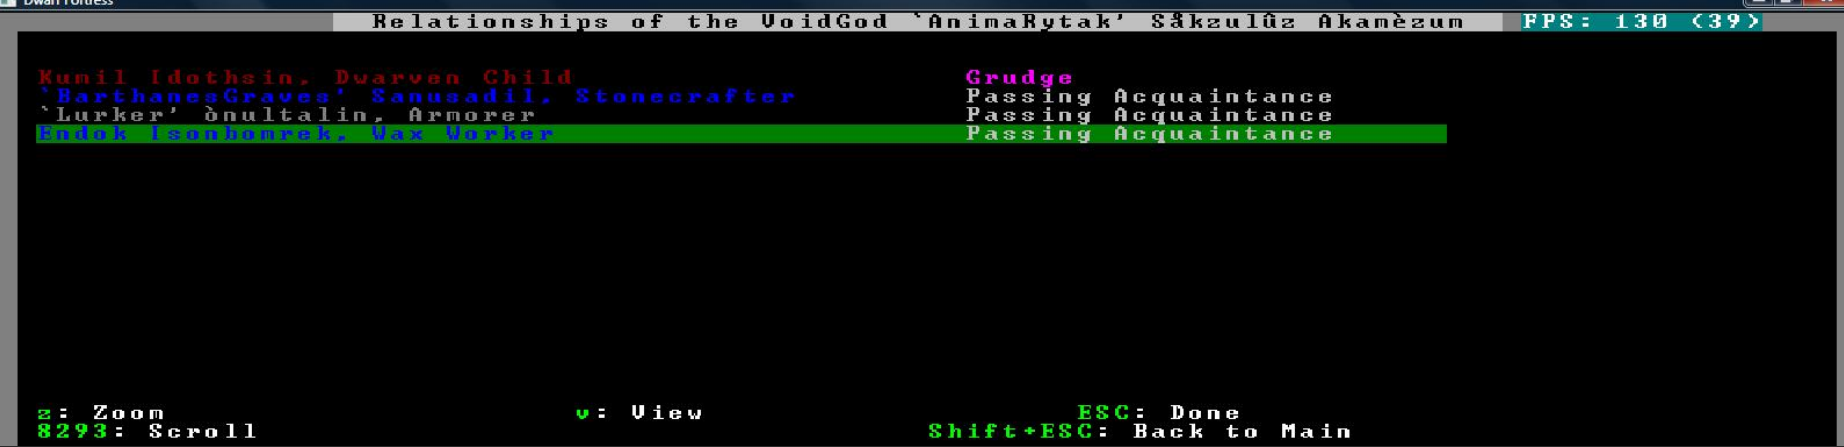 Dwarf Fortress
Relationships of the VoidGod `AnimaRytak' Såkzulûz Akamèzum FPS: 130 (39)
Kumil Idothsin, Dwarven Child Grudge
`BarthanesGraves' Sanusadil, Stonecrafter Passing Acquaintance
`Lurker' ònultalin, Armorer Passing Acquaintance
Endok Isonbomrek, Wax Worker Passing Acquaintance
z: Zoom v: View ESC: Done
8293: Scroll Shift+ESC: Back to Main